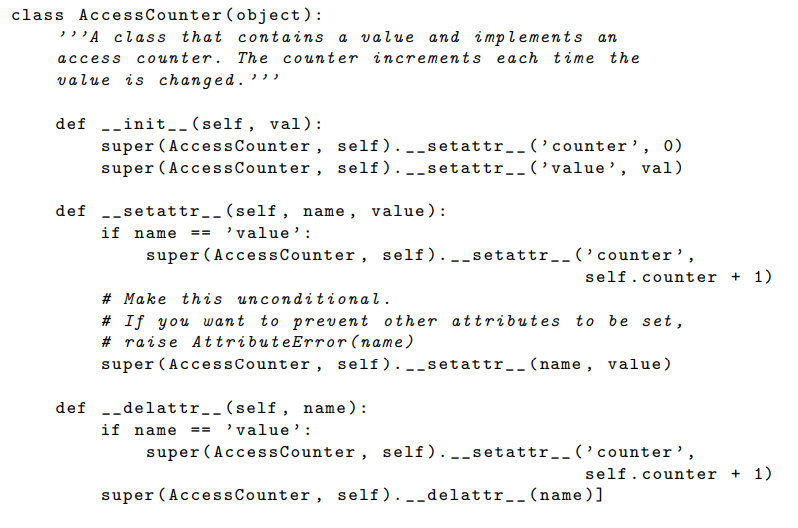 class AccessCounter(object):
    ’’’A class that contains a value and implements an
    access counter. The counter increments each time the
    value is changed.’’’

    def __init__(self, val):
        super(AccessCounter, self).__setattr__(’counter’, 0)
        super(AccessCounter, self).__setattr__(’value’, val)

    def __setattr__(self, name, value):
        if name == ’value’:
            super(AccessCounter, self).__setattr__(’counter’,
                                                   self.counter + 1)
        # Make this unconditional.
        # If you want to prevent other attributes to be set,
        # raise AttributeError(name)
        super(AccessCounter, self).__setattr__(name, value)

    def __delattr__(self, name):
        if name == ’value’:
            super(AccessCounter, self).__setattr__(’counter’,
                                                   self.counter + 1)
        super(AccessCounter, self).__delattr__(name)]